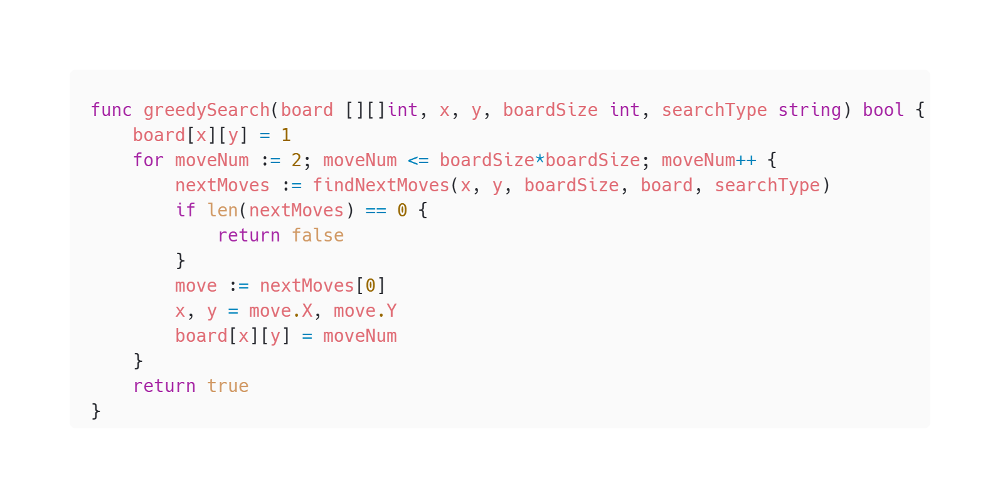 func greedySearch(board [][]int, x, y, boardSize int, searchType string) bool {
    board[x][y] = 1
    for moveNum := 2; moveNum <= boardSize*boardSize; moveNum++ {
        nextMoves := findNextMoves(x, y, boardSize, board, searchType)
        if len(nextMoves) == 0 {
            return false
        }
        move := nextMoves[0]
        x, y = move.X, move.Y
        board[x][y] = moveNum
    }
    return true
}